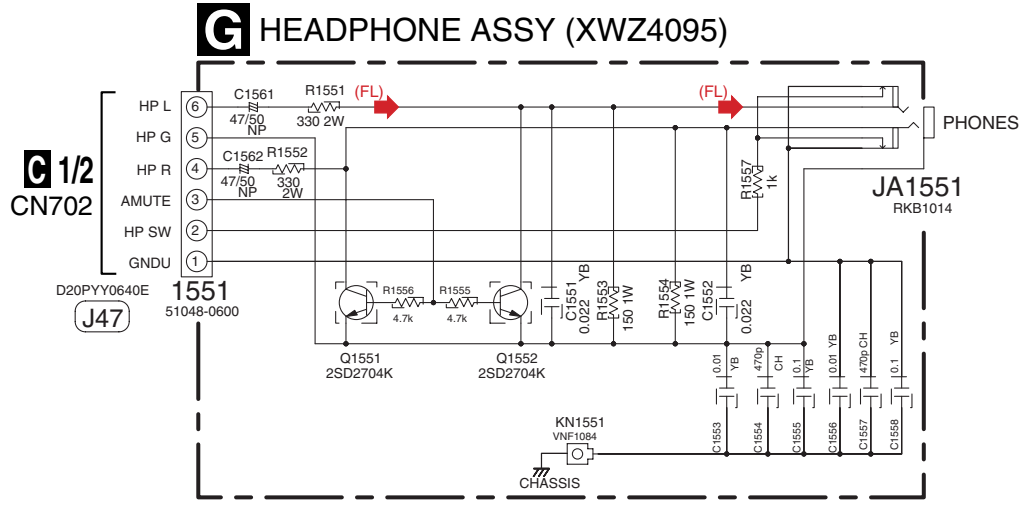 G HEADPHONE ASSY (XWZ4095)
C 1/2
CN702
HP L
HP G
HP R
AMUTE
HP SW
GNDU
6
5
4
3
2
1
D20PYY0640E
J47
1551
51048-0600
C1561
47/50
NP
R1551
330 2W
(FL)
(FL)
C1562
47/50
NP
R1552
330
2W
R1557
1k
PHONES
JA1551
RKB1014
R1556
4.7k
R1555
4.7k
Q1551
2SD2704K
Q1552
2SD2704K
C1551
0.022
YB
R1553
150 1W
R1554
150 1W
C1552
0.022
YB
C1553
0.01
YB
C1554
470p
CH
C1555
0.1
YB
C1556
0.01 YB
C1557
470p CH
C1558
0.1 YB
KN1551
VNF1084
CHASSIS